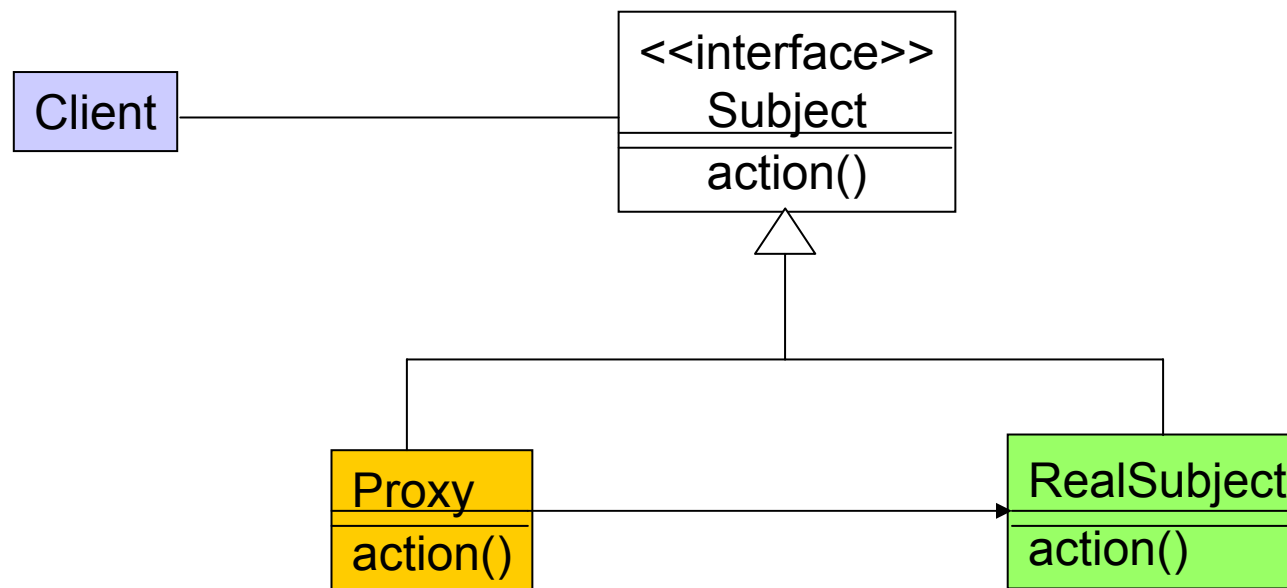 <<interface>>
Subject
action()
Client
Proxy
action()
RealSubject
action()